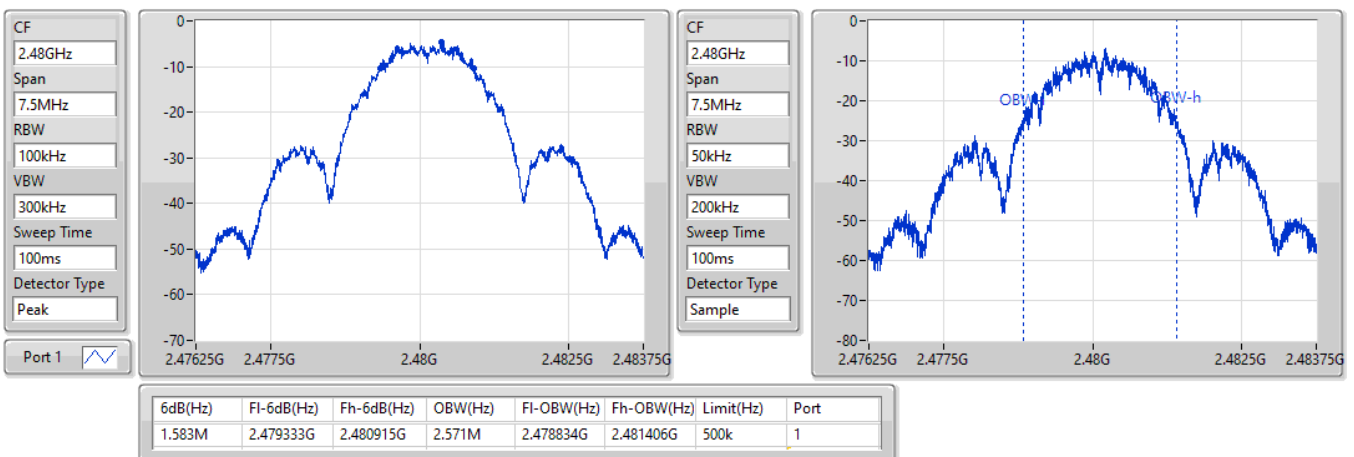 CF
2.48GHz
Span
7.5MHz
RBW
100kHz
VBW
300kHz
Sweep Time
100ms
Detector Type
Peak
Port 1
0-
-10-
-20-
-30-
-40-
-50-
-60-
-70-
2.47625G 2.4775G 2.48G 2.4825G 2.48375G
CF
2.48GHz
Span
7.5MHz
RBW
50kHz
VBW
200kHz
Sweep Time
100ms
Detector Type
Sample
0-
-10-
-20-
-30-
-40-
-50-
-60-
-70-
-80-
OBW OBW-h
2.47625G 2.4775G 2.48G 2.4825G 2.48375G
6dB(Hz) Fl-6dB(Hz) Fh-6dB(Hz) OBW(Hz) Fl-OBW(Hz) Fh-OBW(Hz) Limit(Hz) Port
1.583M 2.479333G 2.480915G 2.571M 2.478834G 2.481406G 500k 1